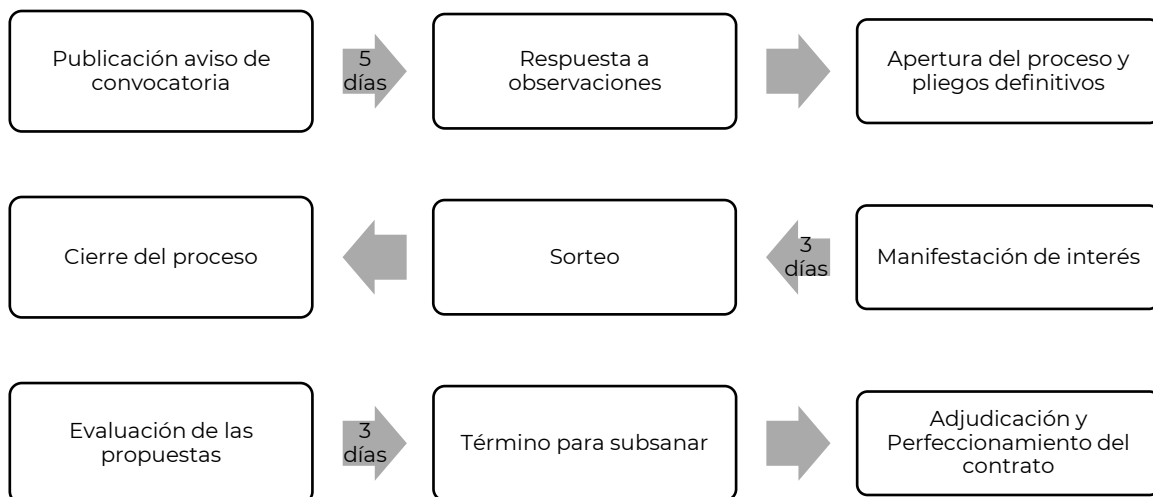 Publicación aviso de
convocatoria
5
días
Respuesta a
observaciones
Apertura del proceso y
pliegos definitivos
Manifestación de interés
3
días
Sorteo
Cierre del proceso
Evaluación de las
propuestas
3
días
Término para subsanar
Adjudicación y
Perfeccionamiento del
contrato